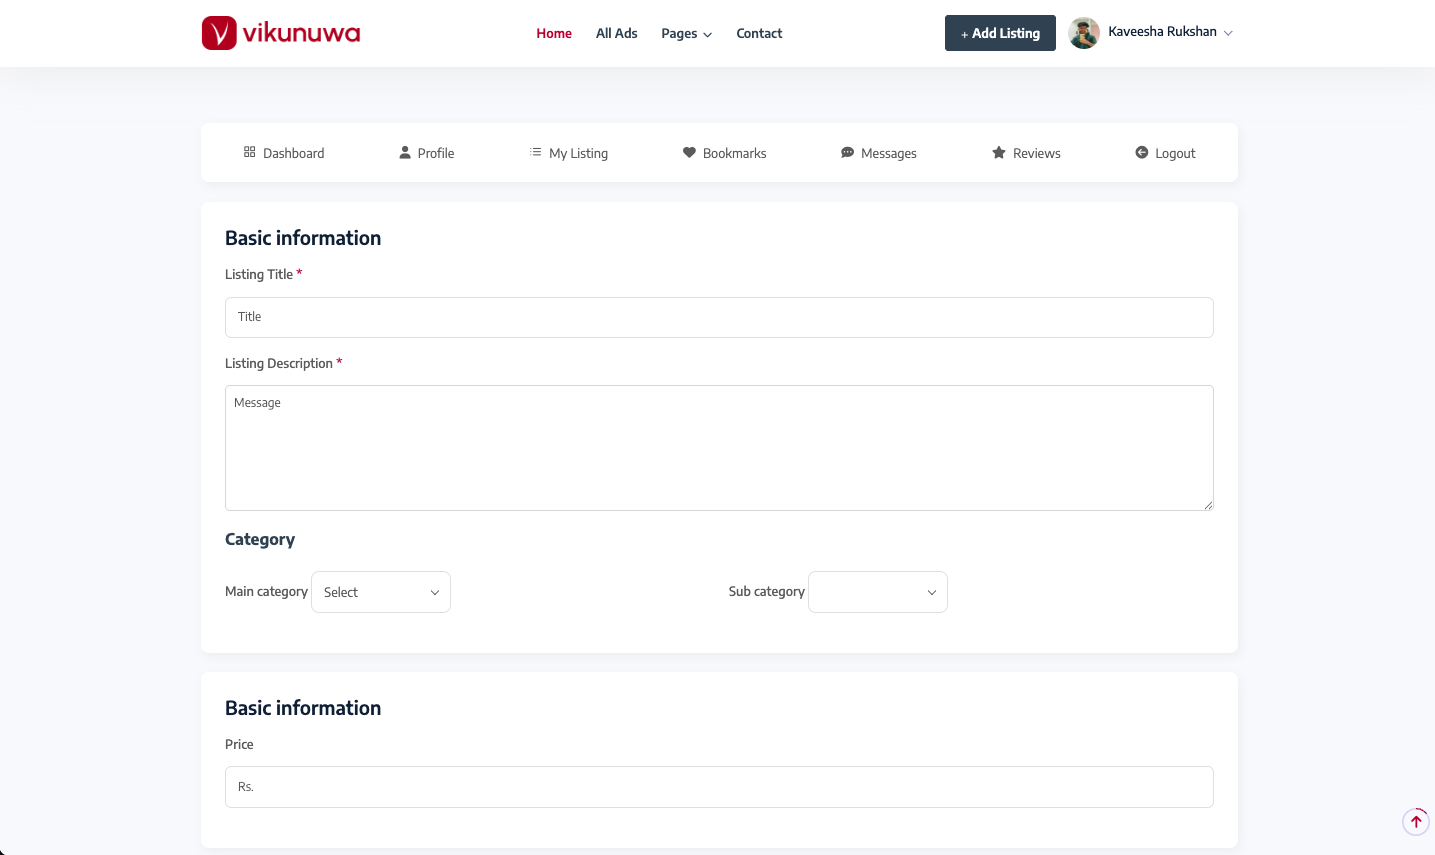 vikunuwa
Home All Ads Pages Contact
+ Add Listing
Kaveesha Rukshan
Dashboard Profile My Listing Bookmarks Messages Reviews Logout
Basic information
Listing Title *
Title
Listing Description *
Message
Category
Main category Select Sub category
Basic information
Price
Rs.